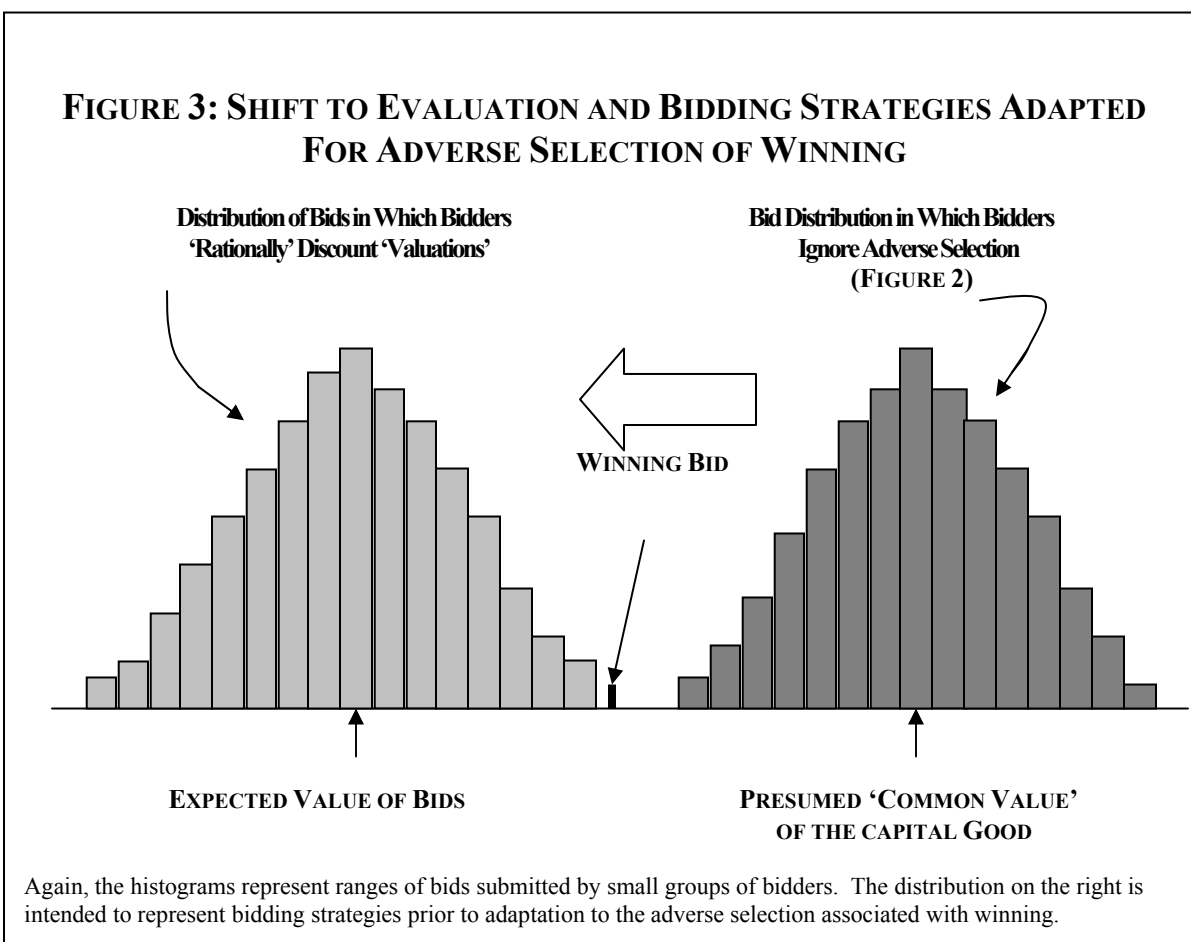 FIGURE 3: SHIFT TO EVALUATION AND BIDDING STRATEGIES ADAPTED
FOR ADVERSE SELECTION OF WINNING
Distribution of Bids in Which Bidders
‘Rationally’ Discount ‘Valuations’
Bid Distribution in Which Bidders
Ignore Adverse Selection
(FIGURE 2)
WINNING BID
EXPECTED VALUE OF BIDS
PRESUMED ‘COMMON VALUE’
OF THE CAPITAL GOOD
Again, the histograms represent ranges of bids submitted by small groups of bidders.  The distribution on the right is
intended to represent bidding strategies prior to adaptation to the adverse selection associated with winning.